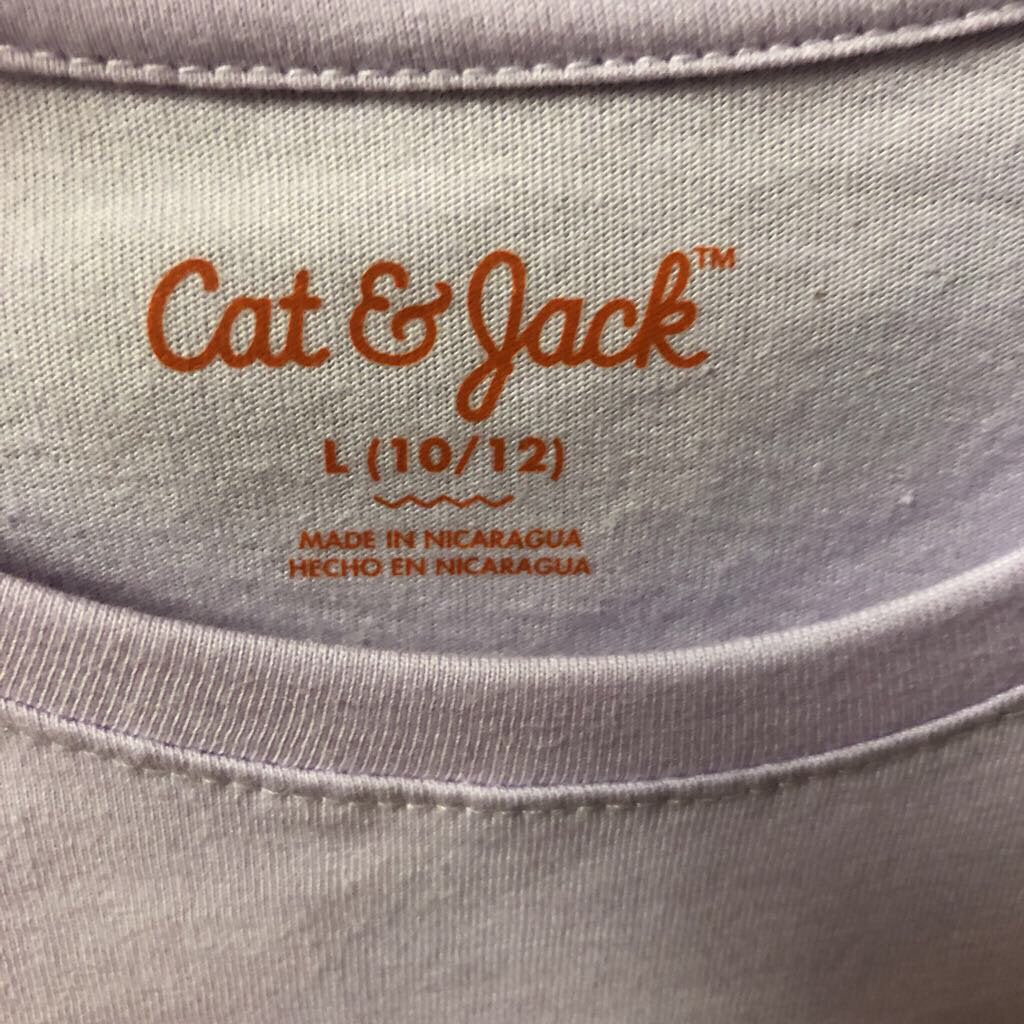 Cat & Jack™
L (10/12)
MADE IN NICARAGUA
HECHO EN NICARAGUA